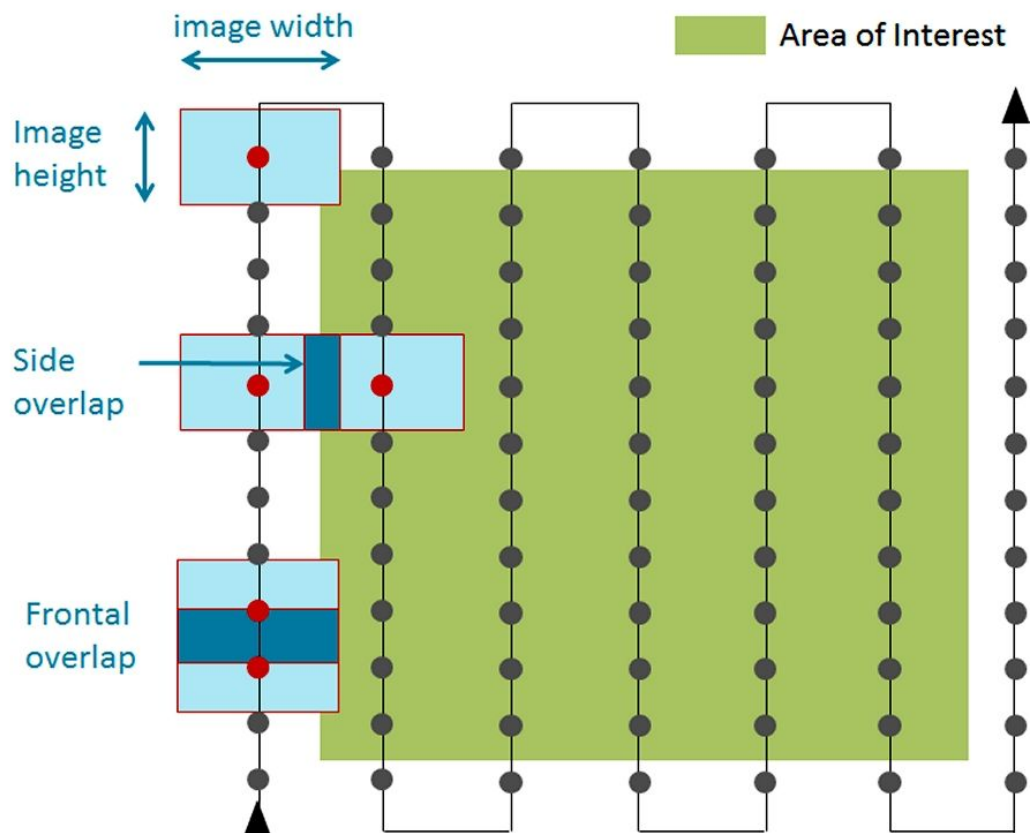 image width
Area of Interest
Image
height
Side
overlap
Frontal
overlap